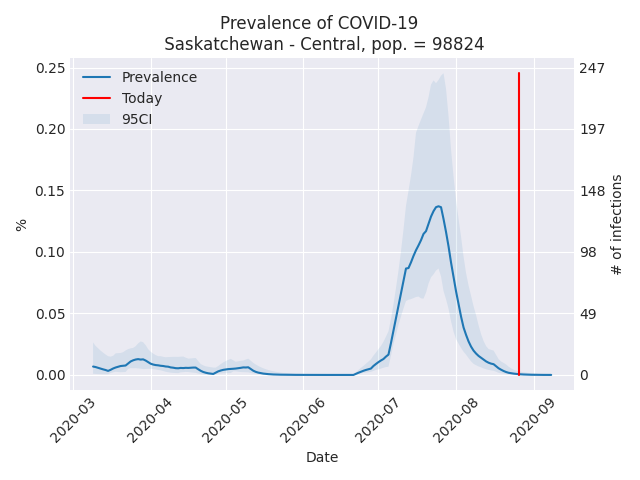 Prevalence of COVID-19
Saskatchewan - Central, pop. = 98824
Prevalence
Today
95CI
0.25
0.20
0.15
0.10
0.05
0.00
%
247
197
148
98
49
0
# of infections
2020-03
2020-04
2020-05
2020-06
2020-07
2020-08
2020-09
Date